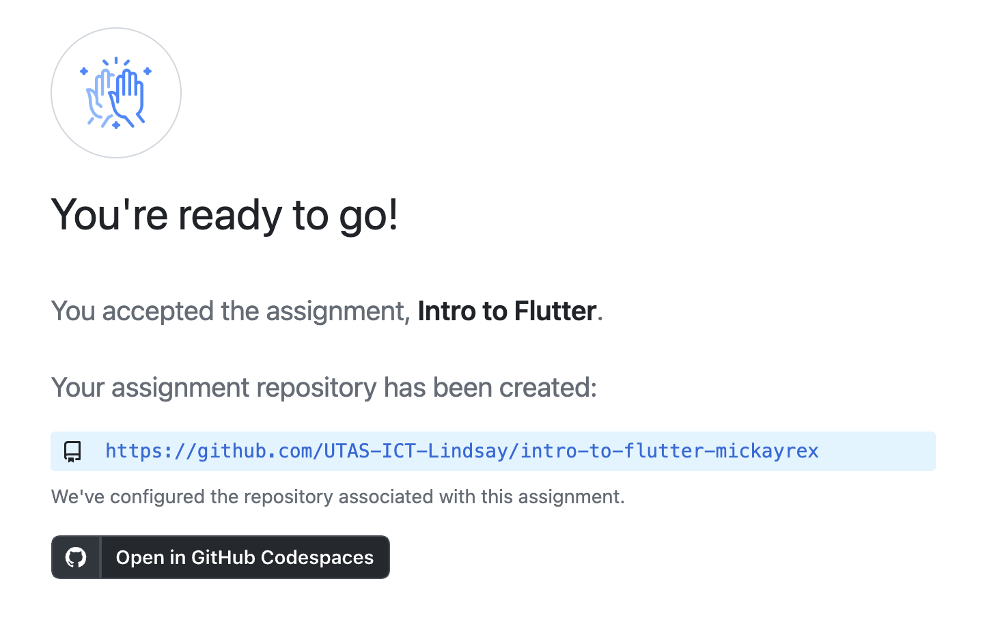 You're ready to go!
You accepted the assignment, Intro to Flutter.
Your assignment repository has been created:
https://github.com/UTAS-ICT-Lindsay/intro-to-flutter-mickayrex
We've configured the repository associated with this assignment.
Open in GitHub Codespaces